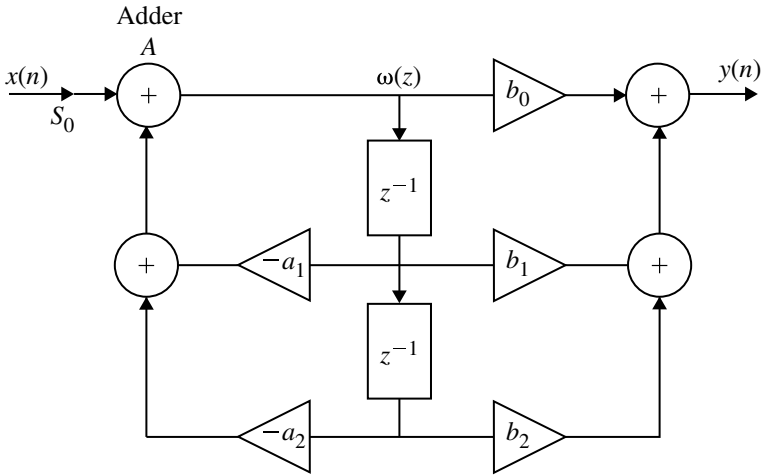 Adder
A
x(n)
S₀
+
ω(z)
b₀
+
y(n)
z⁻¹
+
−a₁
b₁
+
z⁻¹
−a₂
b₂